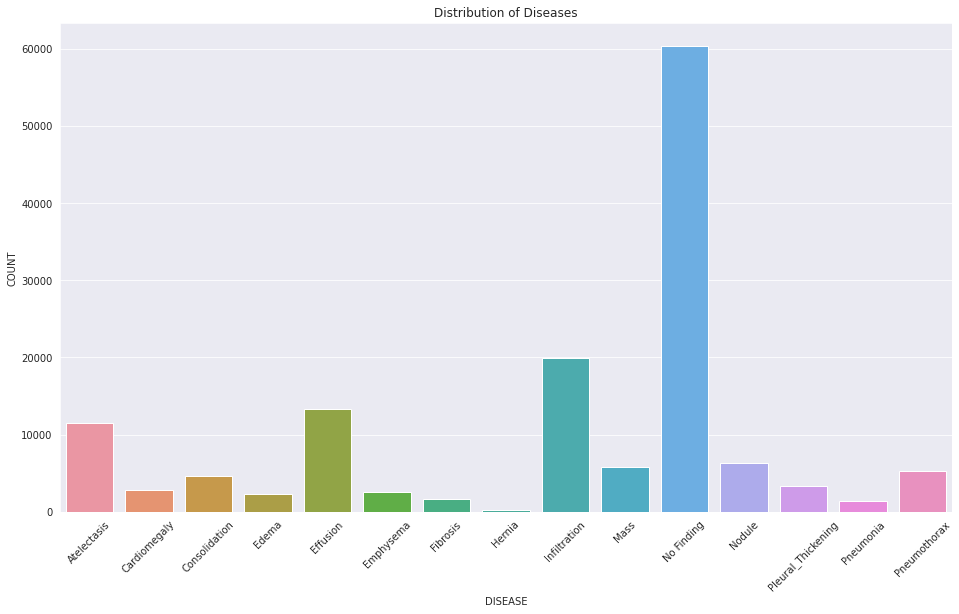 Distribution of Diseases
COUNT
60000
50000
40000
30000
20000
10000
0
Atelectasis
Cardiomegaly
Consolidation
Edema
Effusion
Emphysema
Fibrosis
Hernia
Infiltration
Mass
No Finding
Nodule
Pleural_Thickening
Pneumonia
Pneumothorax
DISEASE